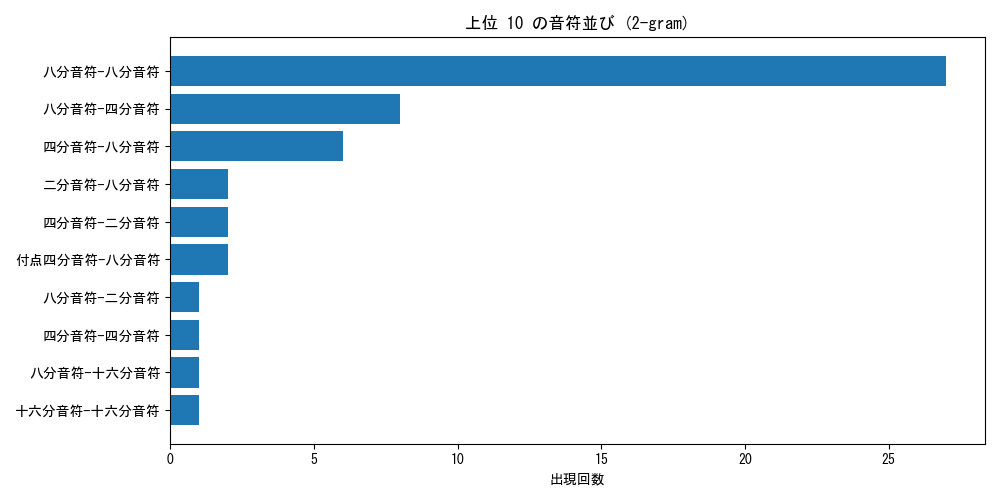 上位 10 の音符並び (2-gram)
八分音符-八分音符
八分音符-四分音符
四分音符-八分音符
二分音符-八分音符
四分音符-二分音符
付点四分音符-八分音符
八分音符-二分音符
四分音符-四分音符
八分音符-十六分音符
十六分音符-十六分音符
0 5 10 15 20 25
出現回数